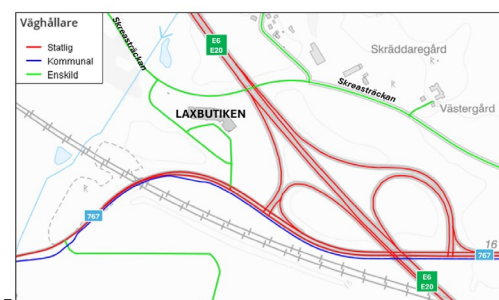 Väghållare
Statlig
Kommunal
Enskild
Skreasträckan
E6
E20
Skräddaregård
Skreasträckan
Västergård
LAXBUTIKEN
767
16
767
E6
E20